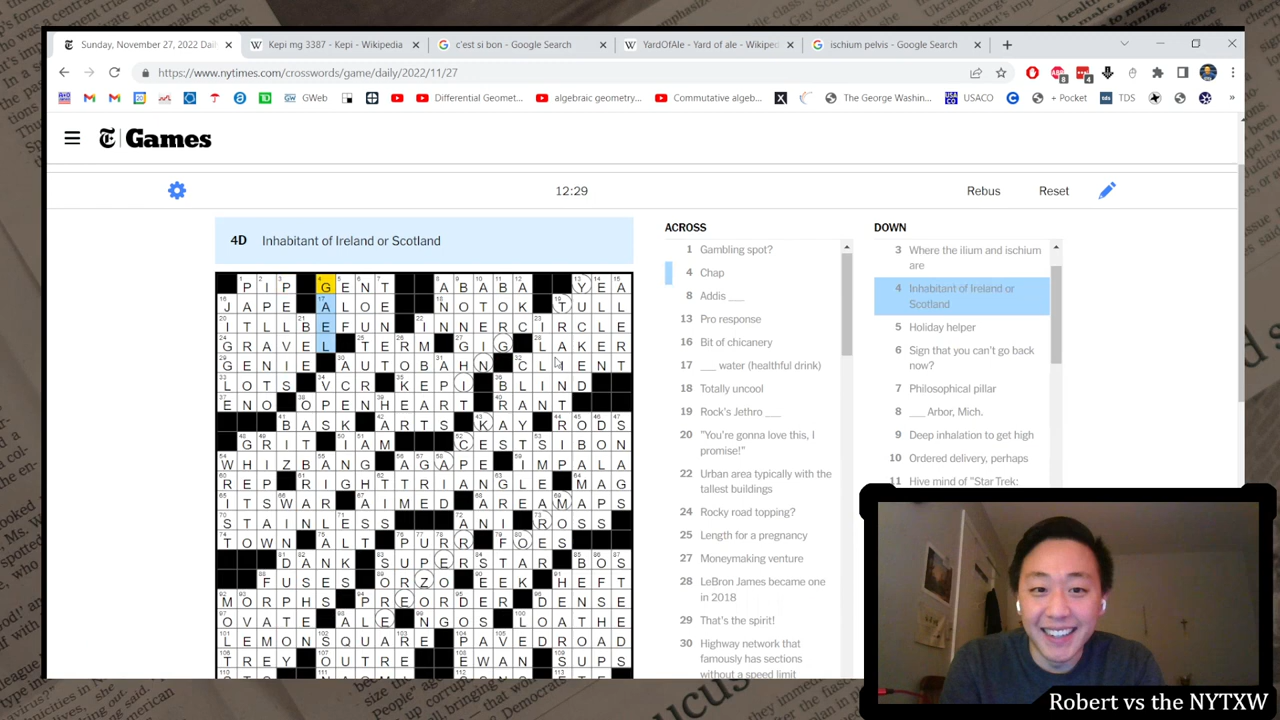 Sunday, November 27, 2022 Dai
Kepi mg 3387 - Kepi - Wikipedia
c'est si bon - Google Search
YardOfAle - Yard of ale - Wikiped
ischium pelvis - Google Search
https://www.nytimes.com/crosswords/game/daily/2022/11/27
GWeb
Differential Geomet...
algebraic geometry...
Commutative algeb...
The George Washin...
USACO
+ Pocket
TDS
Games
12:29
Rebus
Reset
4D Inhabitant of Ireland or Scotland
PIP GENT ABABA YEA
JAPE ALOE NOTOK TULL
ITLLBEFUN INNERCIRCLE
GRAVEL TERM GIG LAKER
GENIE AUTOBAHN CLIENT
LOTS VCR KEPI BLIND
ENO OPENHEART RANT
BASK ARTS KAY RODS
GRIT IAM CESTSIBON
WHIZBANG AGAPE IMPALA
REP RIGHTTRIANGLE MAG
ITSWAR AIMED AREAMAPS
STAINLESS ANI ROSS
TOWN ALT PURR FOES
DANK SUPERSTAR BOS
FUSES ORZO EEK HEFT
MORPHS PREORDER DENSE
OVATE ALE NGOS LOATHE
LEMONSQUARE PAVEDROAD
TREY OUTRE EWAN SUPS
ACROSS
1 Gambling spot?
4 Chap
8 Addis ___
13 Pro response
16 Bit of chicanery
17 ___ water (healthful drink)
18 Totally uncool
19 Rock's Jethro ___
20 "You're gonna love this, I
promise!"
22 Urban area typically with the
tallest buildings
24 Rocky road topping?
25 Length for a pregnancy
27 Moneymaking venture
28 LeBron James became one
in 2018
29 That's the spirit!
30 Highway network that
famously has sections
without a speed limit
DOWN
3 Where the ilium and ischium
are
4 Inhabitant of Ireland or
Scotland
5 Holiday helper
6 Sign that you can't go back
now?
7 Philosophical pillar
8 ___ Arbor, Mich.
9 Deep inhalation to get high
10 Ordered delivery, perhaps
11 Hive mind of "Star Trek:
Robert vs the NYTXW